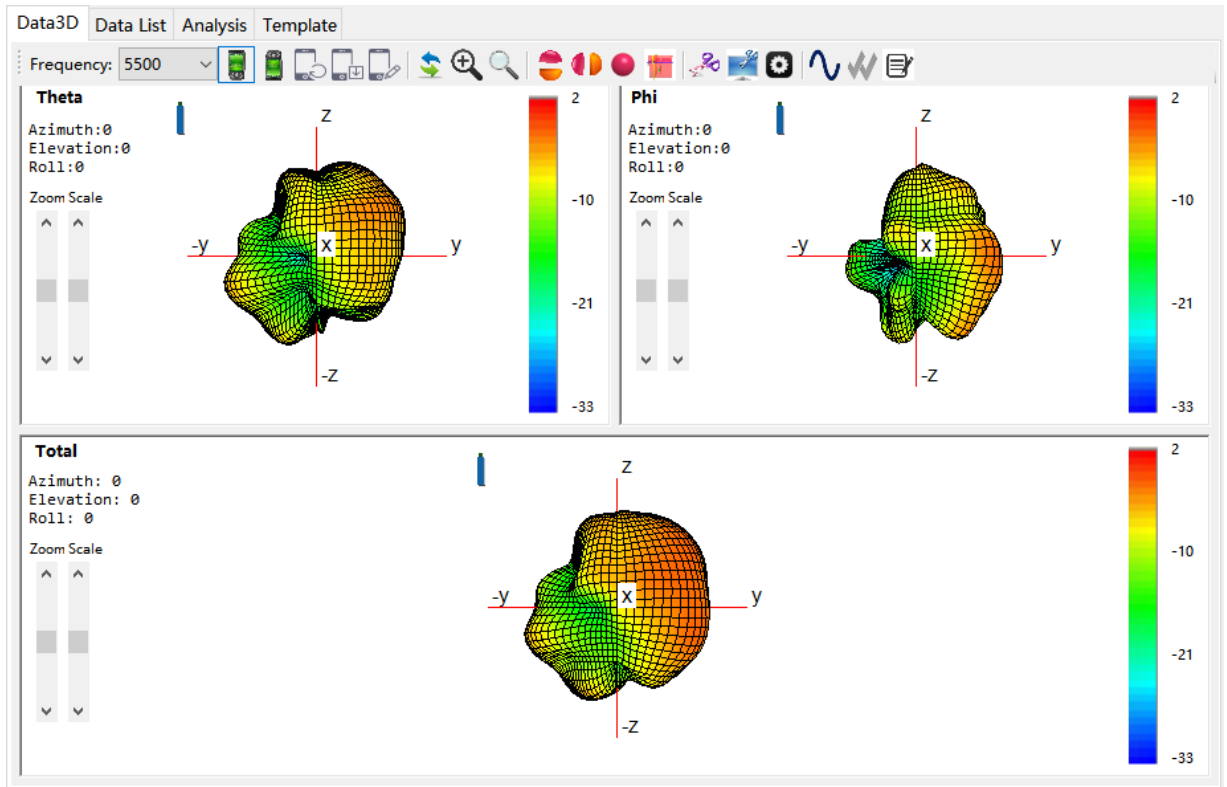 Data3D Data List Analysis Template
Frequency: 5500
Theta
Azimuth:0
Elevation:0
Roll:0
Zoom Scale
z
-y
x
y
-z
2
-10
-21
-33
Phi
Azimuth:0
Elevation:0
Roll:0
Zoom Scale
z
-y
x
y
-z
2
-10
-21
-33
Total
Azimuth: 0
Elevation: 0
Roll: 0
Zoom Scale
z
-y
x
y
-z
2
-10
-21
-33